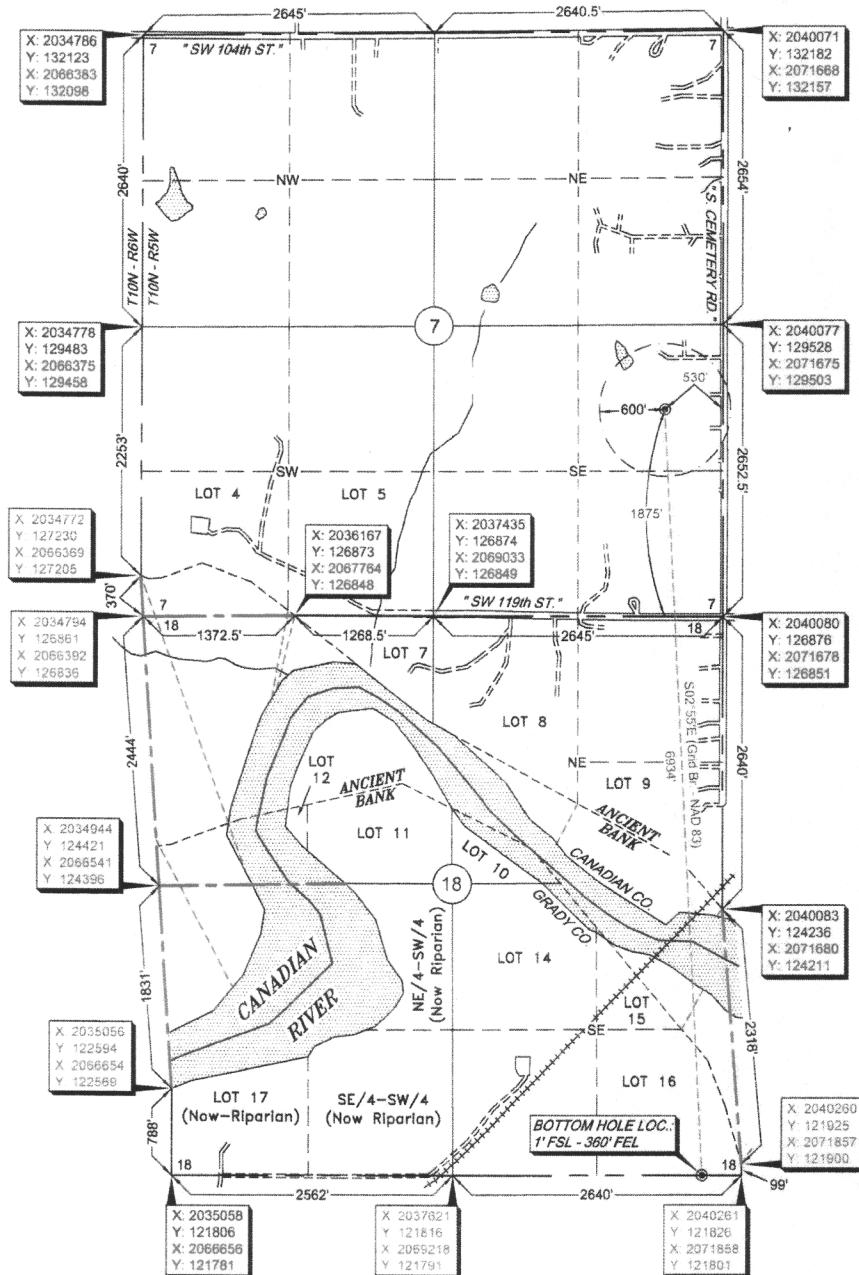 2645'
2640.5'
X: 2034786
Y: 132123
X: 2066383
Y: 132098
7
" SW 104th ST."
7
X: 2040071
Y: 132182
X: 2071668
Y: 132157
2640'
NW
NE
2654'
T10N - R6W
T10N - R5W
"S. CEMETERY RD."
X: 2034778
Y: 129483
X: 2066375
Y: 129458
7
X: 2040077
Y: 129528
X: 2071675
Y: 129503
530'
600'
2253'
SW
SE
2652.5'
LOT 4
LOT 5
1875'
X 2034772
Y 127230
X 2066369
Y 127205
X: 2036167
Y: 126873
X: 2067764
Y: 126848
X: 2037435
Y: 126874
X: 2069033
Y: 126849
370'
7
18
" SW 119th ST."
7
18
X: 2034794
Y: 126861
X: 2066392
Y: 126836
1372.5'
1268.5'
2645'
X: 2040080
Y: 126876
X: 2071678
Y: 126851
LOT 7
LOT 8
S02°55'E (Grid Br. - NAD 83)
6934'
2444'
LOT
12
NE
LOT 9
2640'
ANCIENT
BANK
ANCIENT
BANK
LOT 11
LOT 10
CANADIAN CO.
GRADY CO.
X: 2034944
Y: 124421
X: 2066541
Y: 124396
18
X: 2040083
Y: 124236
X: 2071680
Y: 124211
NE/4-SW/4
(Now Riparian)
LOT 14
CANADIAN
RIVER
1831'
LOT
15
SE
2318'
X: 2035056
Y: 122594
X: 2066654
Y: 122569
LOT 17
(Now-Riparian)
SE/4-SW/4
(Now Riparian)
LOT 16
788'
BOTTOM HOLE LOC.:
1' FSL - 360' FEL
X: 2040260
Y: 121925
X: 2071857
Y: 121900
18
18
99'
2562'
2640'
X: 2035058
Y: 121806
X: 2066656
Y: 121781
X: 2037621
Y: 121816
X: 2069218
Y: 121791
X: 2040261
Y: 121826
X: 2071858
Y: 121801